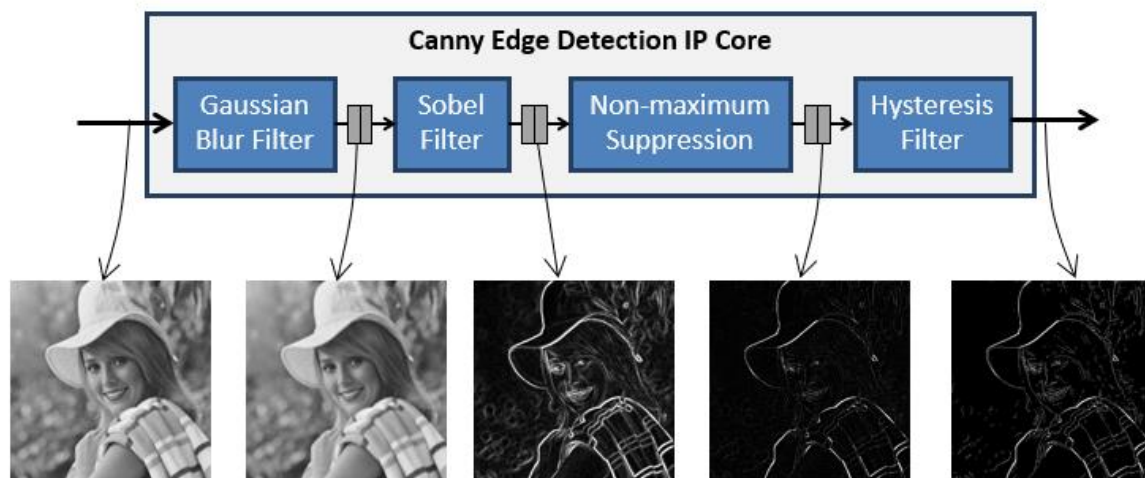 Canny Edge Detection IP Core
Gaussian
Blur Filter
Sobel
Filter
Non-maximum
Suppression
Hysteresis
Filter